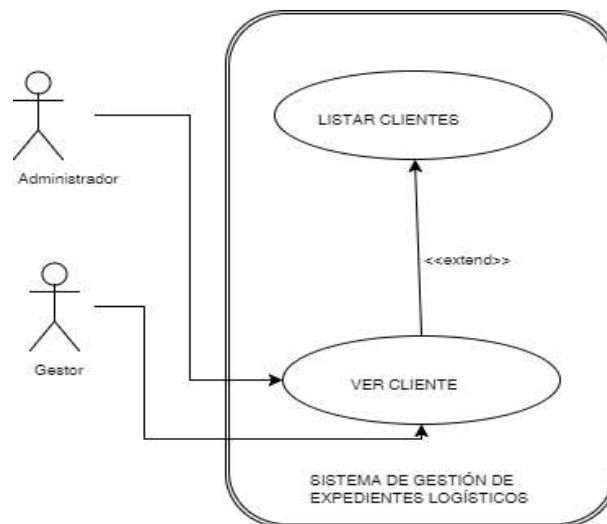 LISTAR CLIENTES
Administrador
<<extend>>
Gestor
VER CLIENTE
SISTEMA DE GESTIÓN DE
EXPEDIENTES LOGÍSTICOS